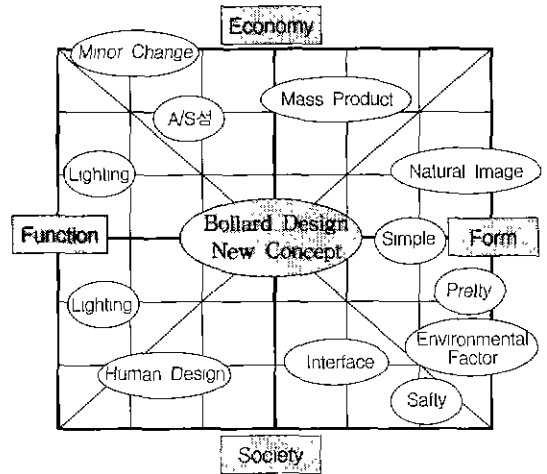 Economy
Minor Change
Mass Product
A/S성
Lighting
Natural Image
Function
Bollard Design
New Concept
Simple
Form
Lighting
Pretty
Environmental
Factor
Interface
Human Design
Safly
Society